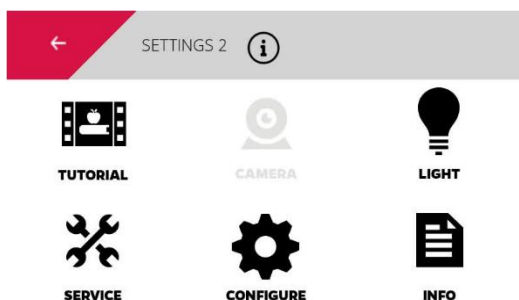 SETTINGS 2
TUTORIAL CAMERA LIGHT
SERVICE CONFIGURE INFO